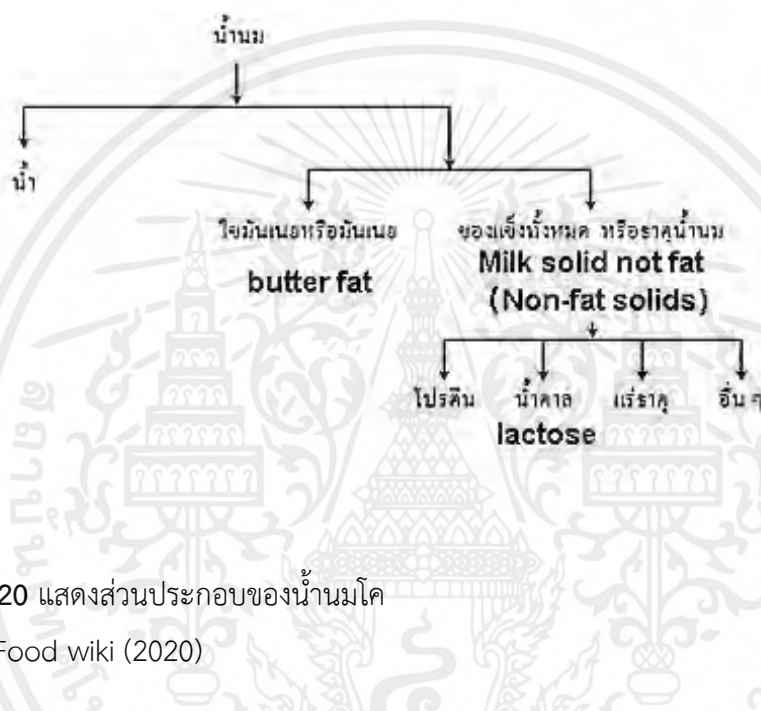 น้ำนม
น้ำ
ไขมันเนยหรือมันเนย
butter fat
ของแข็งทั้งหมด หรือธาตุน้ำนม
Milk solid not fat
(Non-fat solids)
โปรตีน น้ำตาล แร่ธาตุ อื่น ๆ
lactose
20 แสดงส่วนประกอบของน้ำนมโค
Food wiki (2020)